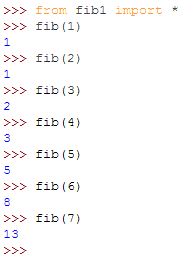 >>> from fib1 import *
>>> fib(1)
1
>>> fib(2)
1
>>> fib(3)
2
>>> fib(4)
3
>>> fib(5)
5
>>> fib(6)
8
>>> fib(7)
13
>>>